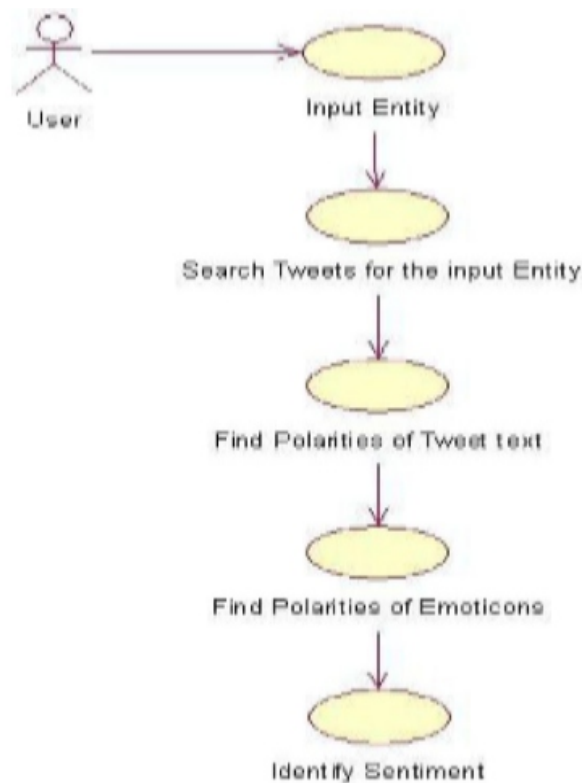 User
Input Entity
Search Tweets for the input Entity
Find Polarities of Tweet text
Find Polarities of Emoticons
Identify Sentiment